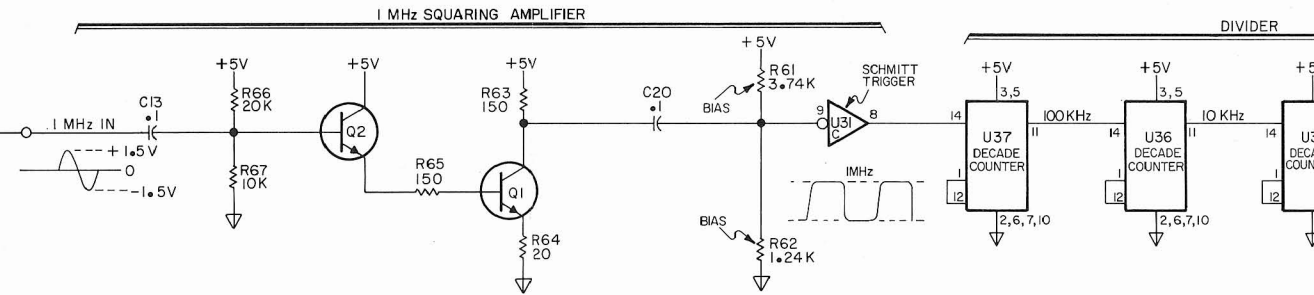 1 MHz SQUARING AMPLIFIER
DIVIDER
+5V
R66
20K
C13
.1
1 MHz IN
+1.5V
0
-1.5V
R67
10K
+5V
Q2
R65
150
+5V
R63
150
Q1
R64
20
C20
.1
+5V
R61
3.74K
BIAS
SCHMITT
TRIGGER
9
U31
C
8
1MHz
BIAS
R62
1.24K
+5V
3,5
14
U37
DECADE
COUNTER
11
1
12
2,6,7,10
100KHz
+5V
3,5
14
U36
DECADE
COUNTER
11
1
12
2,6,7,10
10 KHz
14
1
12